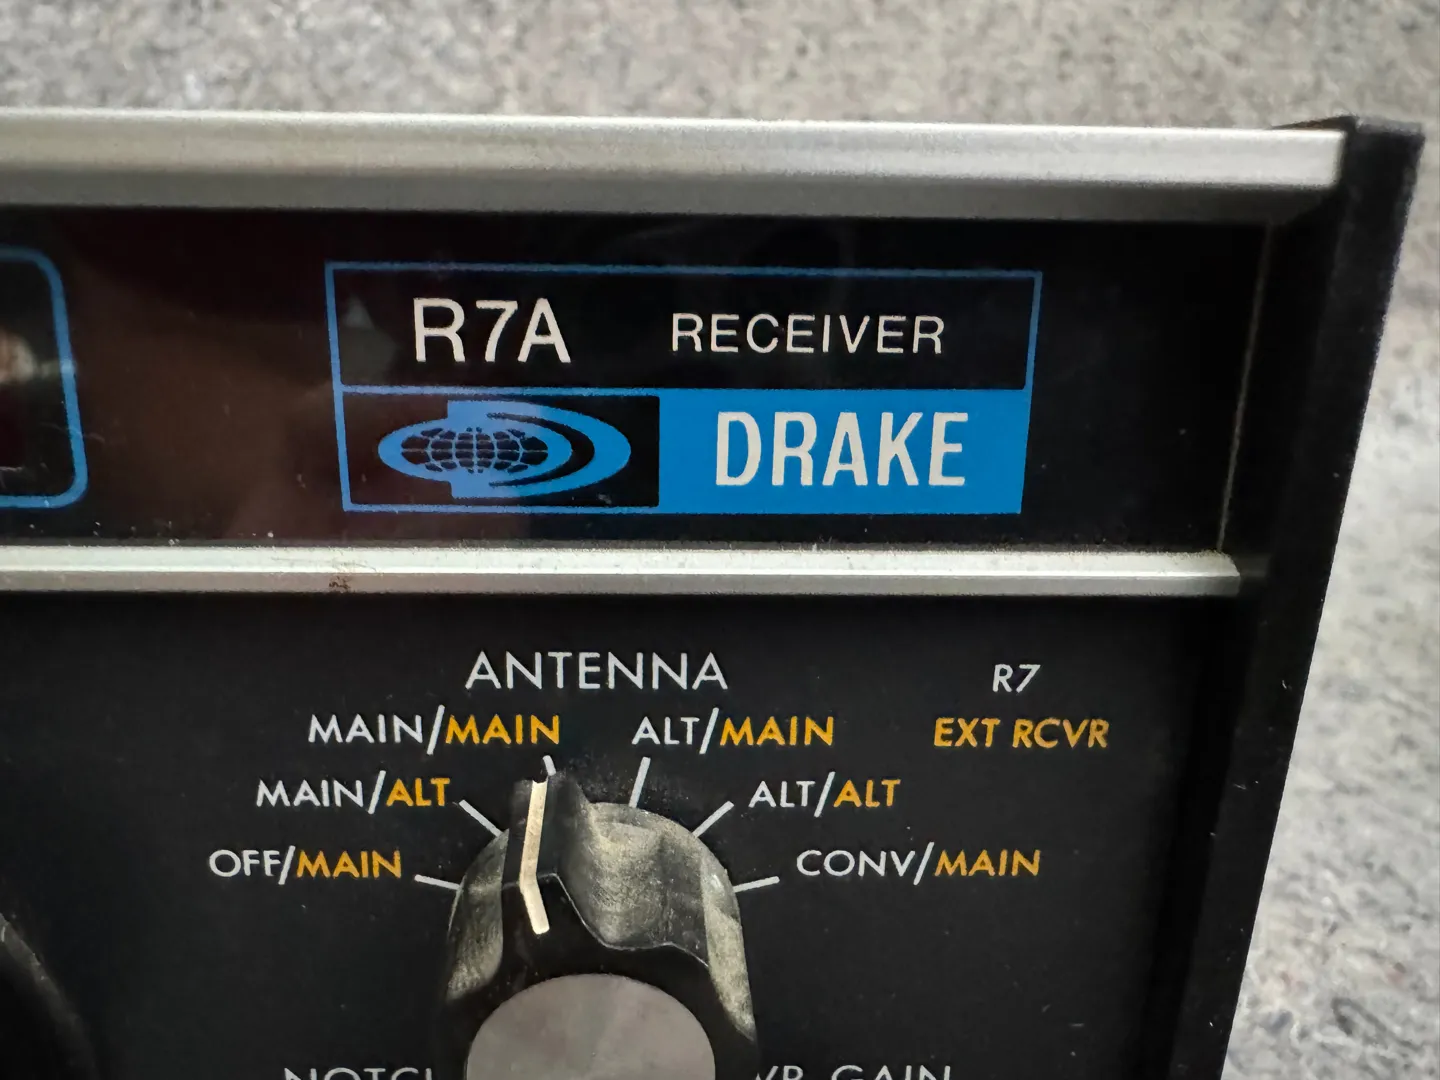 R7A RECEIVER
DRAKE
ANTENNA
R7
MAIN/MAIN ALT/MAIN EXT RCVR
MAIN/ALT ALT/ALT
OFF/MAIN CONV/MAIN
GAIN